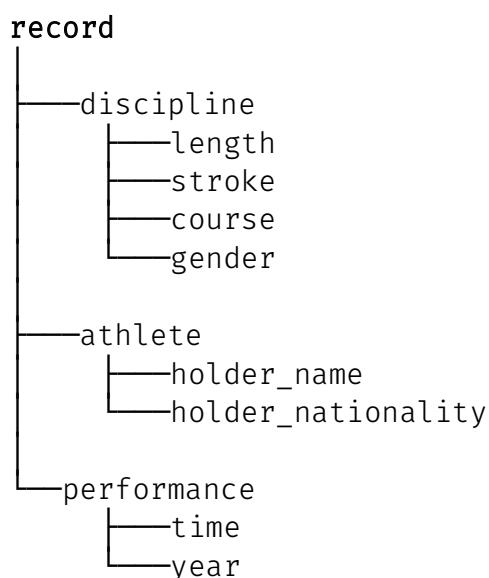 record
discipline
length
stroke
course
gender
athlete
holder_name
holder_nationality
performance
time
year